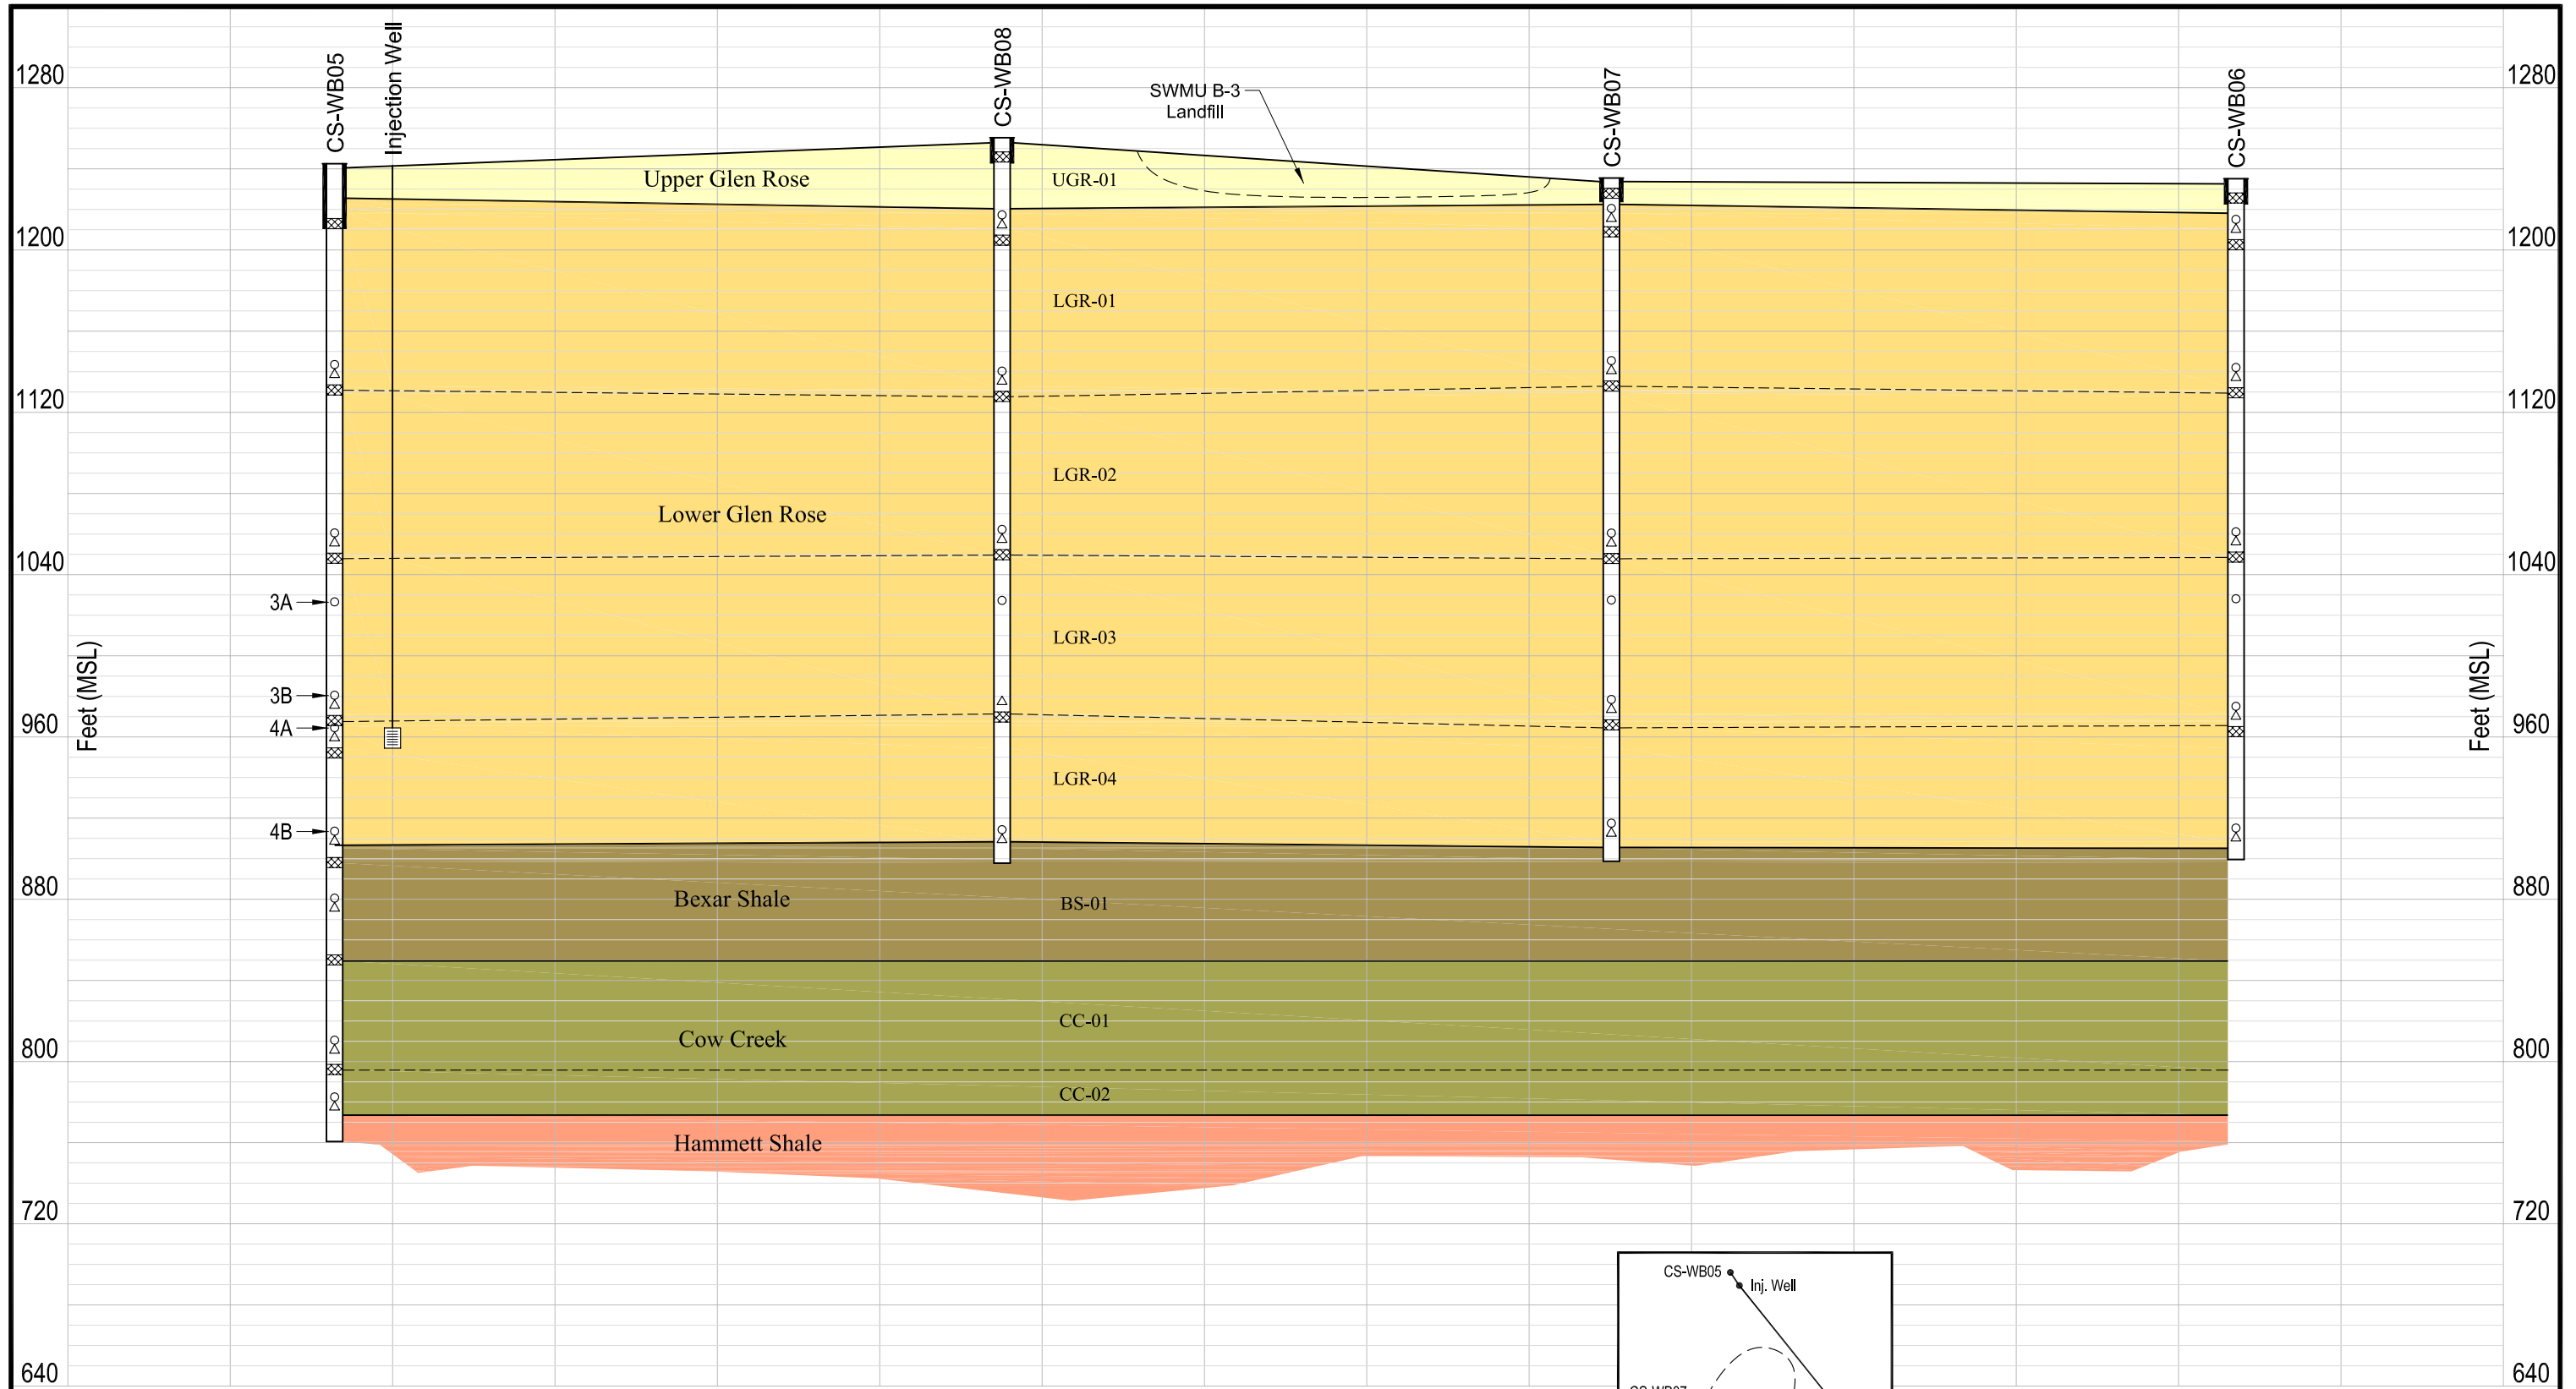 CS-WB05
Injection Well
CS-WB08
SWMU B-3
Landfill
CS-WB07
CS-WB06
1280
1280
Upper Glen Rose
UGR-01
1200
1200
LGR-01
1120
1120
LGR-02
Lower Glen Rose
1040
1040
3A
LGR-03
Feet (MSL)
Feet (MSL)
3B
960
960
4A
LGR-04
4B
880
880
Bexar Shale
BS-01
CC-01
Cow Creek
800
800
CC-02
Hammett Shale
720
720
CS-WB05
Inj. Well
640
640